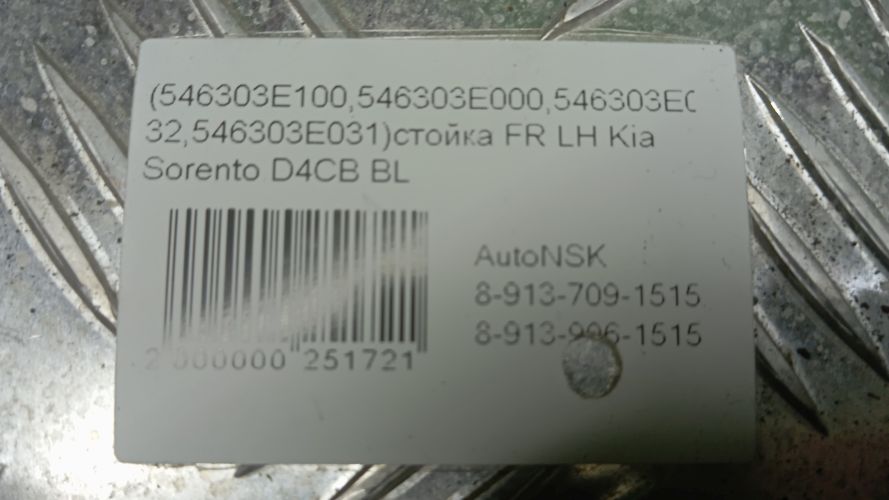 (546303E100,546303E000,546303E0
32,546303E031)стойка FR LH Kia
Sorento D4CB BL
AutoNSK
8-913-709-1515
8-913-906-1515
2 000000 251721